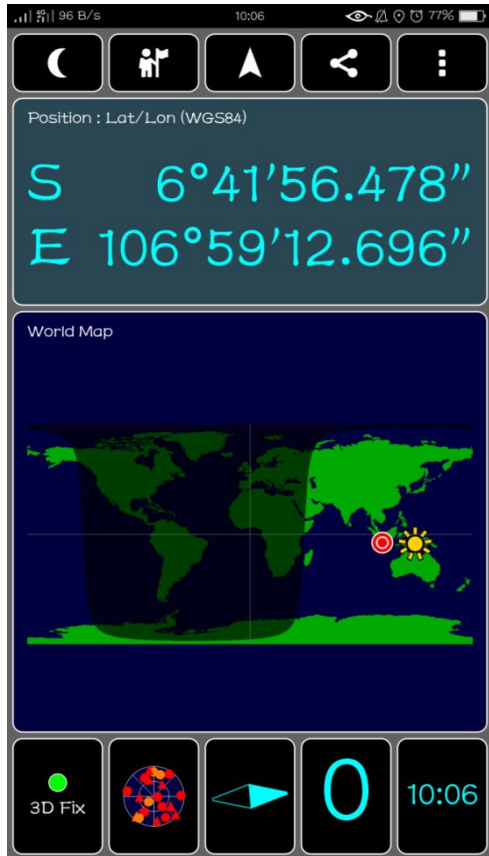 4G 96 B/s 10:06 77%
Position : Lat/Lon (WGS84)
S 6°41'56.478"
E 106°59'12.696"
World Map
3D Fix
0
10:06